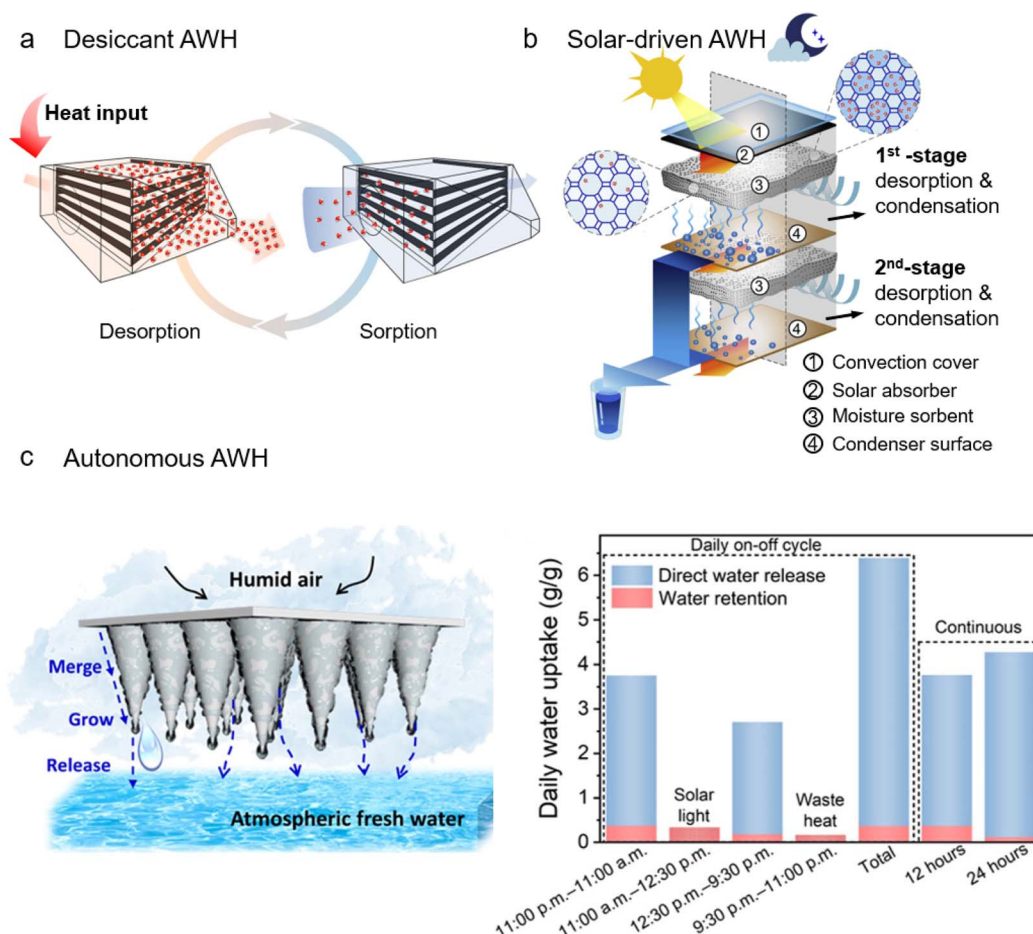 a Desiccant AWH
Heat input
Desorption
Sorption
b Solar-driven AWH
1
2
3
4
3
4
1st -stage
desorption &
condensation
2nd-stage
desorption &
condensation
1 Convection cover
2 Solar absorber
3 Moisture sorbent
4 Condenser surface
c Autonomous AWH
Humid air
Merge
Grow
Release
Atmospheric fresh water
Daily water uptake (g/g)
6
5
4
3
2
1
0
Daily on-off cycle
Direct water release
Water retention
Continuous
Solar
light
Waste
heat
11:00 p.m.–11:00 a.m.
11:00 a.m.–12:30 p.m.
12:30 p.m.–9:30 p.m.
9:30 p.m.–11:00 p.m.
Total
12 hours
24 hours